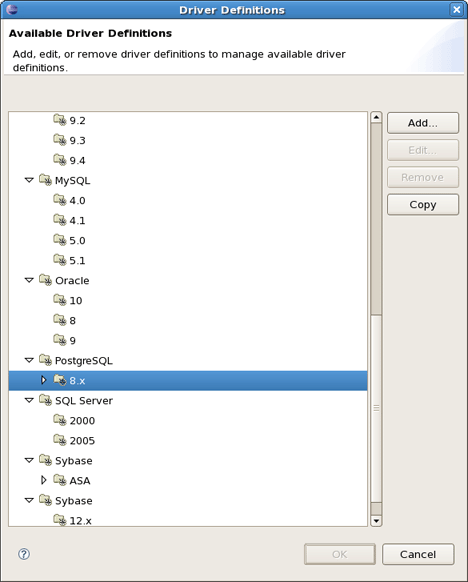 Driver Definitions
Available Driver Definitions
Add, edit, or remove driver definitions to manage available driver
definitions.
9.2
9.3
9.4
MySQL
4.0
4.1
5.0
5.1
Oracle
10
8
9
PostgreSQL
8.x
SQL Server
2000
2005
Sybase
ASA
Sybase
12.x
Add...
Edit...
Remove
Copy
?
OK
Cancel